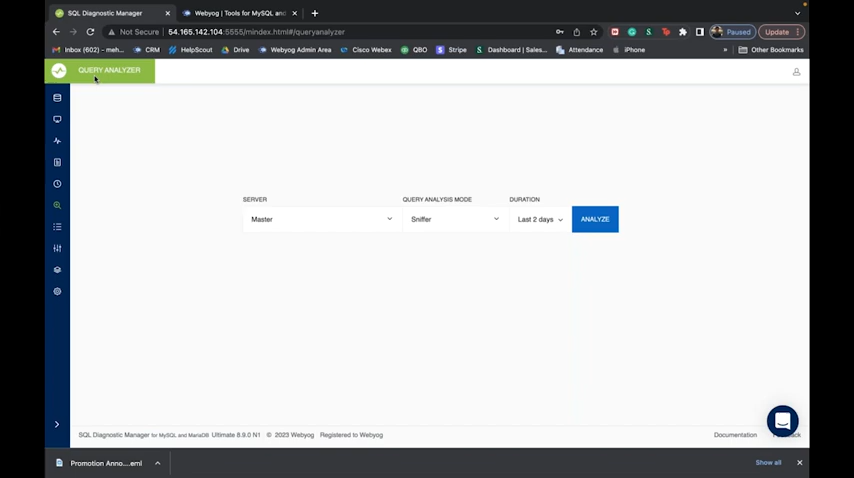 SQL Diagnostic Manager
Webyog | Tools for MySQL and
Not Secure 54.165.142.104:5555/mindex.html#/queryanalyzer
Paused
Update
Inbox (602) - meh... CRM HelpScout Drive Webyog Admin Area Cisco Webex QBO Stripe Dashboard | Sales... Attendance iPhone » Other Bookmarks
QUERY ANALYZER
SERVER QUERY ANALYSIS MODE DURATION
Master Sniffer Last 2 days ANALYZE
SQL Diagnostic Manager for MySQL and MariaDB Ultimate 8.9.0 N1 © 2023 Webyog Registered to Webyog Documentation
Promotion Anno....eml Show all